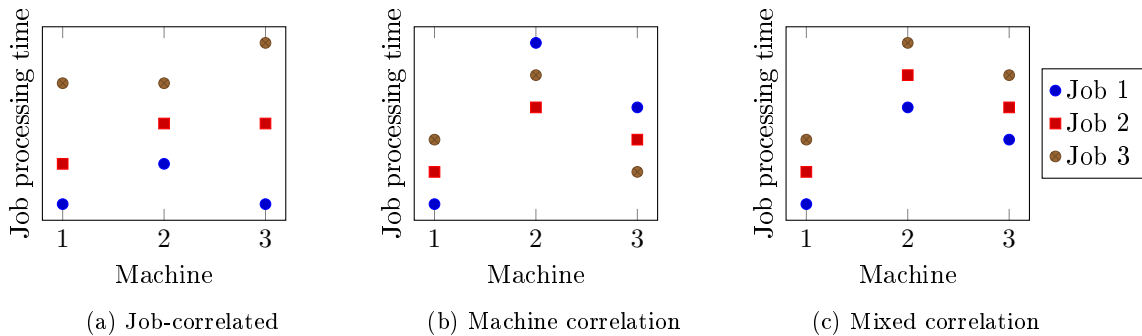 Job processing time
1 2 3
Machine
(a) Job-correlated
Job processing time
1 2 3
Machine
(b) Machine correlation
Job processing time
1 2 3
Machine
(c) Mixed correlation
Job 1
Job 2
Job 3